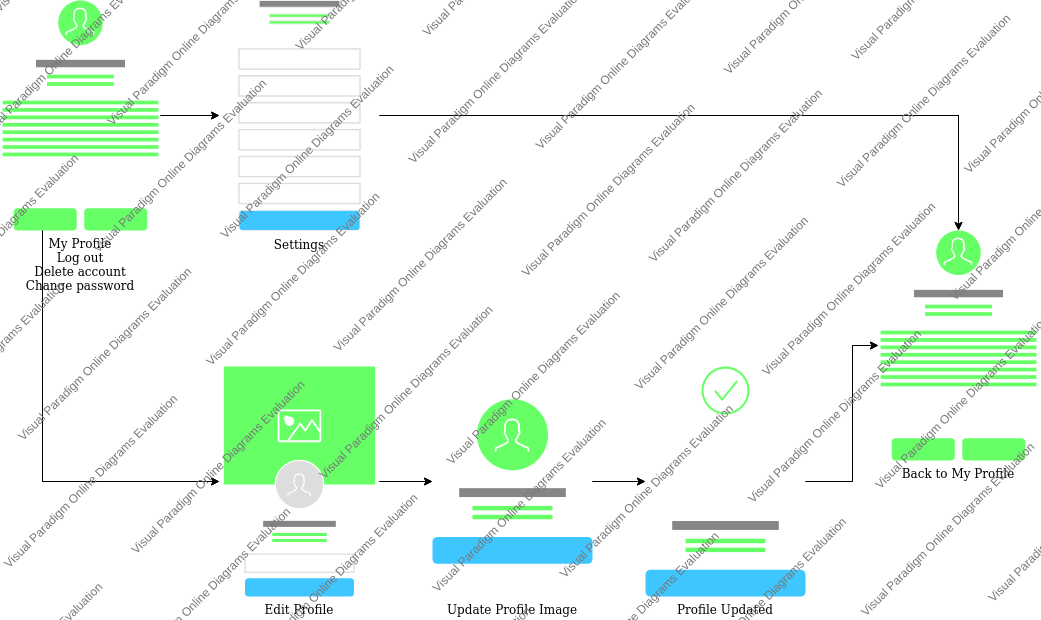 My Profile
Log out
Delete account
Change password
Settings
Back to My Profile
Edit Profile
Update Profile Image
Profile Updated
Visual Paradigm Online Diagrams Evaluation